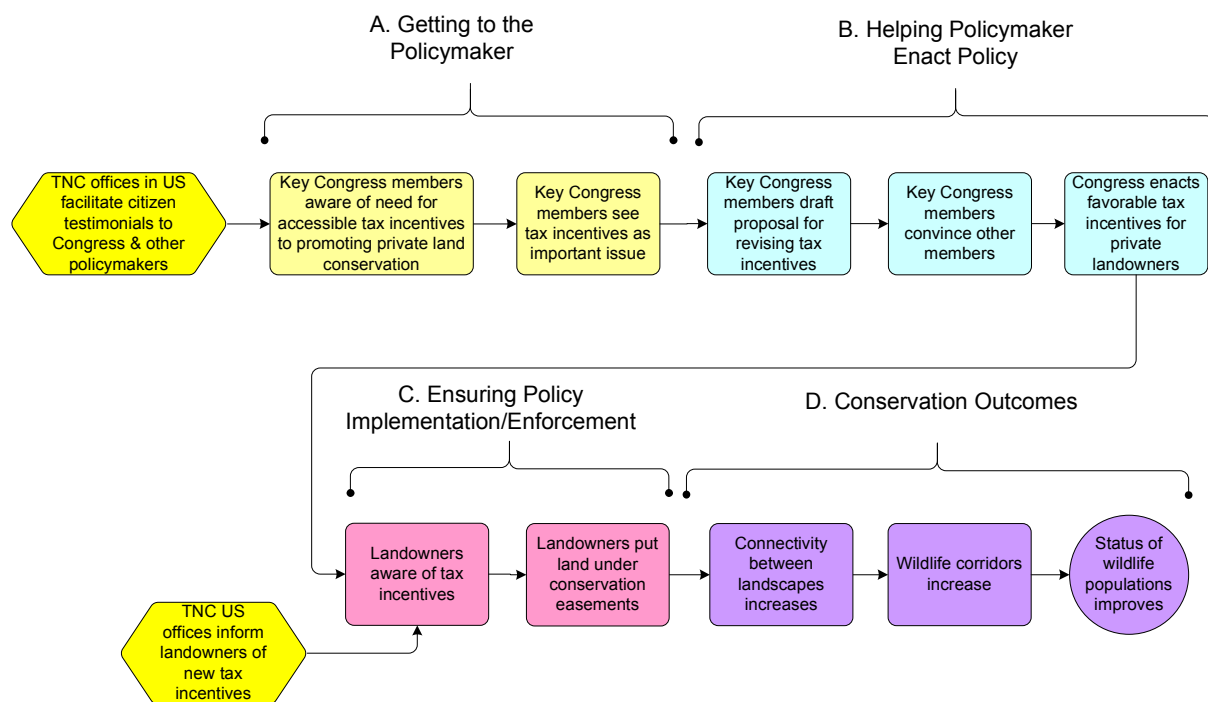 A. Getting to the
Policymaker
B. Helping Policymaker
Enact Policy
TNC offices in US
facilitate citizen
testimonials to
Congress & other
policymakers
Key Congress members
aware of need for
accessible tax incentives
to promoting private land
conservation
Key Congress
members see
tax incentives as
important issue
Key Congress
members draft
proposal for
revising tax
incentives
Key Congress
members
convince other
members
Congress enacts
favorable tax
incentives for
private
landowners
C. Ensuring Policy
Implementation/Enforcement
D. Conservation Outcomes
Landowners
aware of tax
incentives
Landowners put
land under
conservation
easements
Connectivity
between
landscapes
increases
Wildlife corridors
increase
Status of
wildlife
populations
improves
TNC US
offices inform
landowners of
new tax
incentives